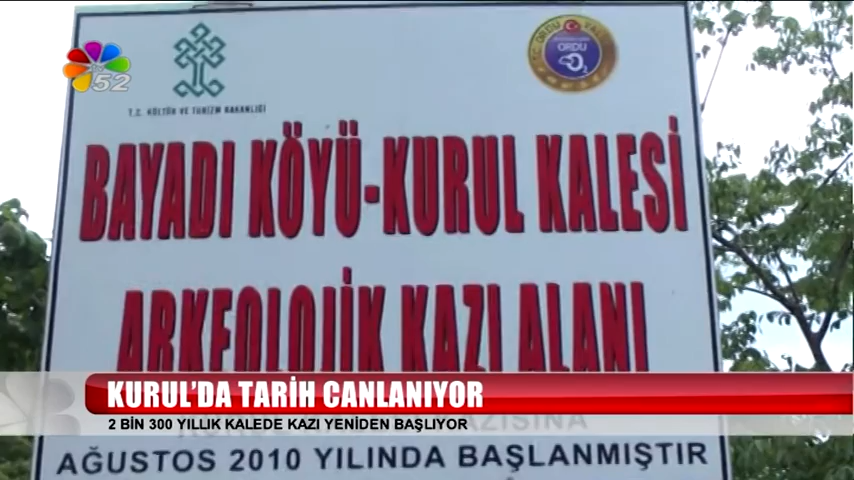 52
T.C. KÜLTÜR VE TURİZM BAKANLIĞI
ORDU
BAYADI KÖYÜ-KURUL KALESİ
ARKEOLOJİK KAZI ALANI
KURUL'DA TARİH CANLANIYOR
2 BİN 300 YILLIK KALEDE KAZI YENİDEN BAŞLIYOR
AĞUSTOS 2010 YILINDA BAŞLANMIŞTIR